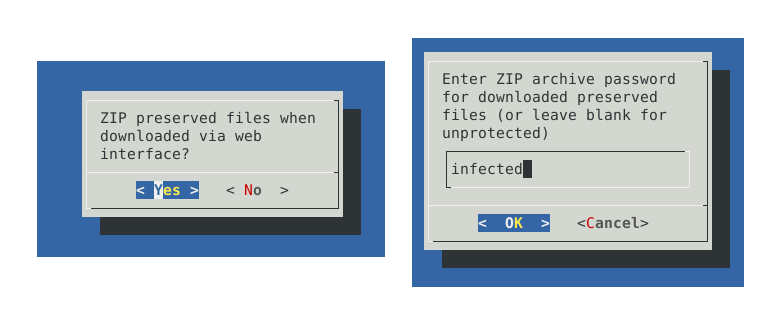 ZIP preserved files when
downloaded via web
interface?
< Yes >   < No  >
Enter ZIP archive password
for downloaded preserved
files (or leave blank for
unprotected)
infected
<  OK  >   <Cancel>